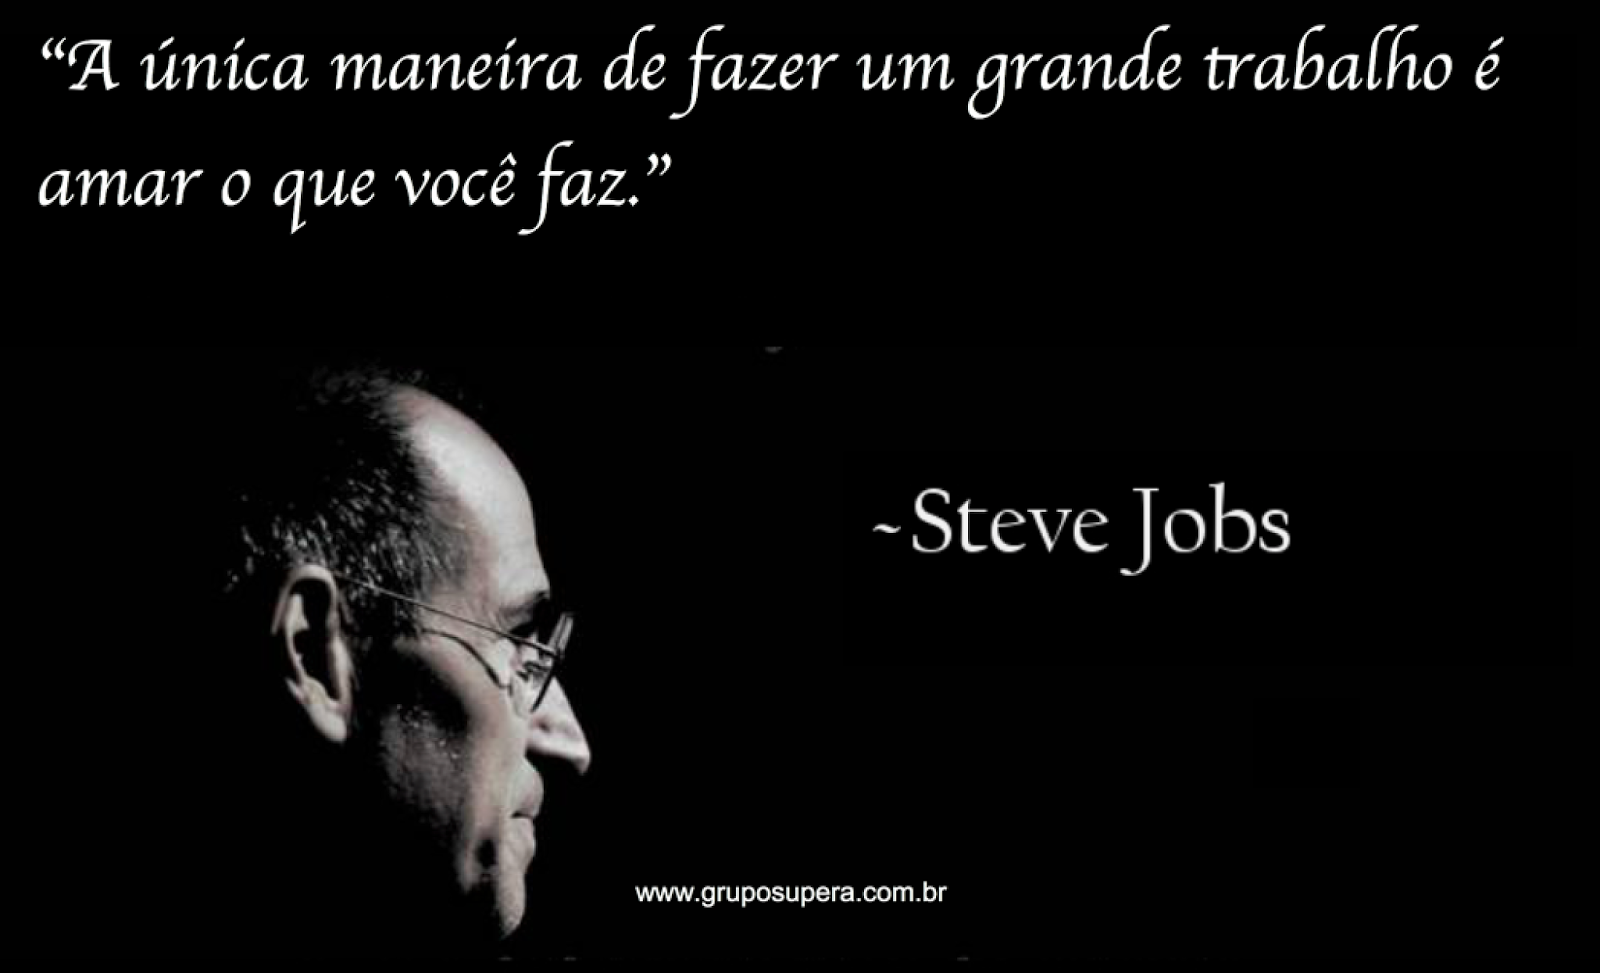 “A única maneira de fazer um grande trabalho é
amar o que você faz.”
~Steve Jobs
www.gruposupera.com.br